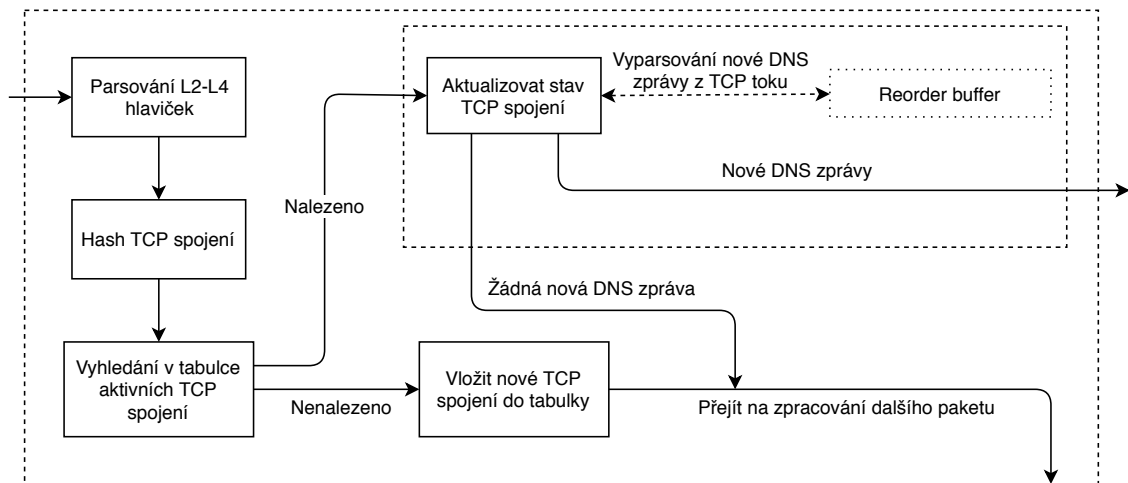 Parsování L2-L4
hlaviček
Hash TCP spojení
Vyhledání v tabulce
aktivních TCP
spojení
Nalezeno
Nenalezeno
Aktualizovat stav
TCP spojení
Vyparsování nové DNS
zprávy z TCP toku
Reorder buffer
Nové DNS zprávy
Žádná nová DNS zpráva
Vložit nové TCP
spojení do tabulky
Přejít na zpracování dalšího paketu